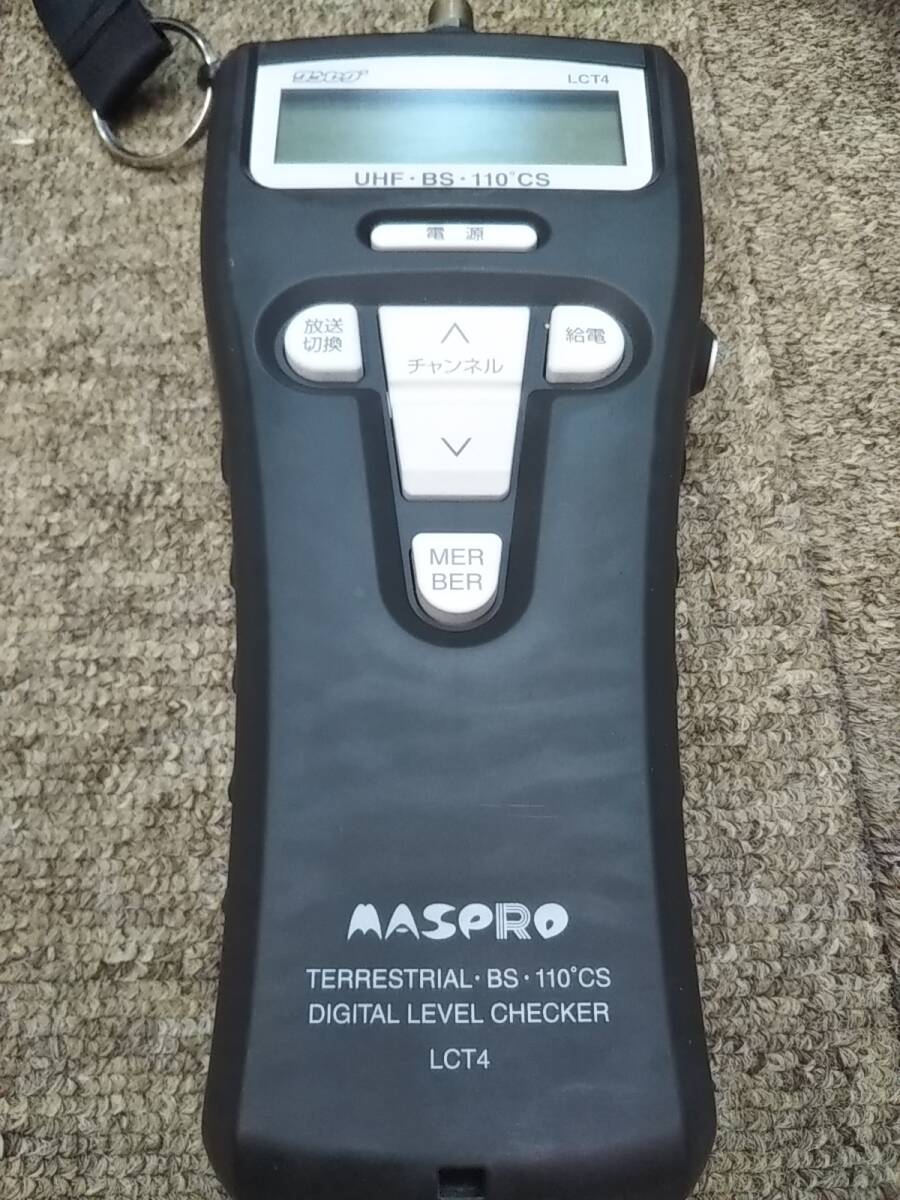 LCT4
UHF・BS・110°CS
電源
放送
切換
チャンネル
給電
MER
BER
MASPRO
TERRESTRIAL・BS・110°CS
DIGITAL LEVEL CHECKER
LCT4